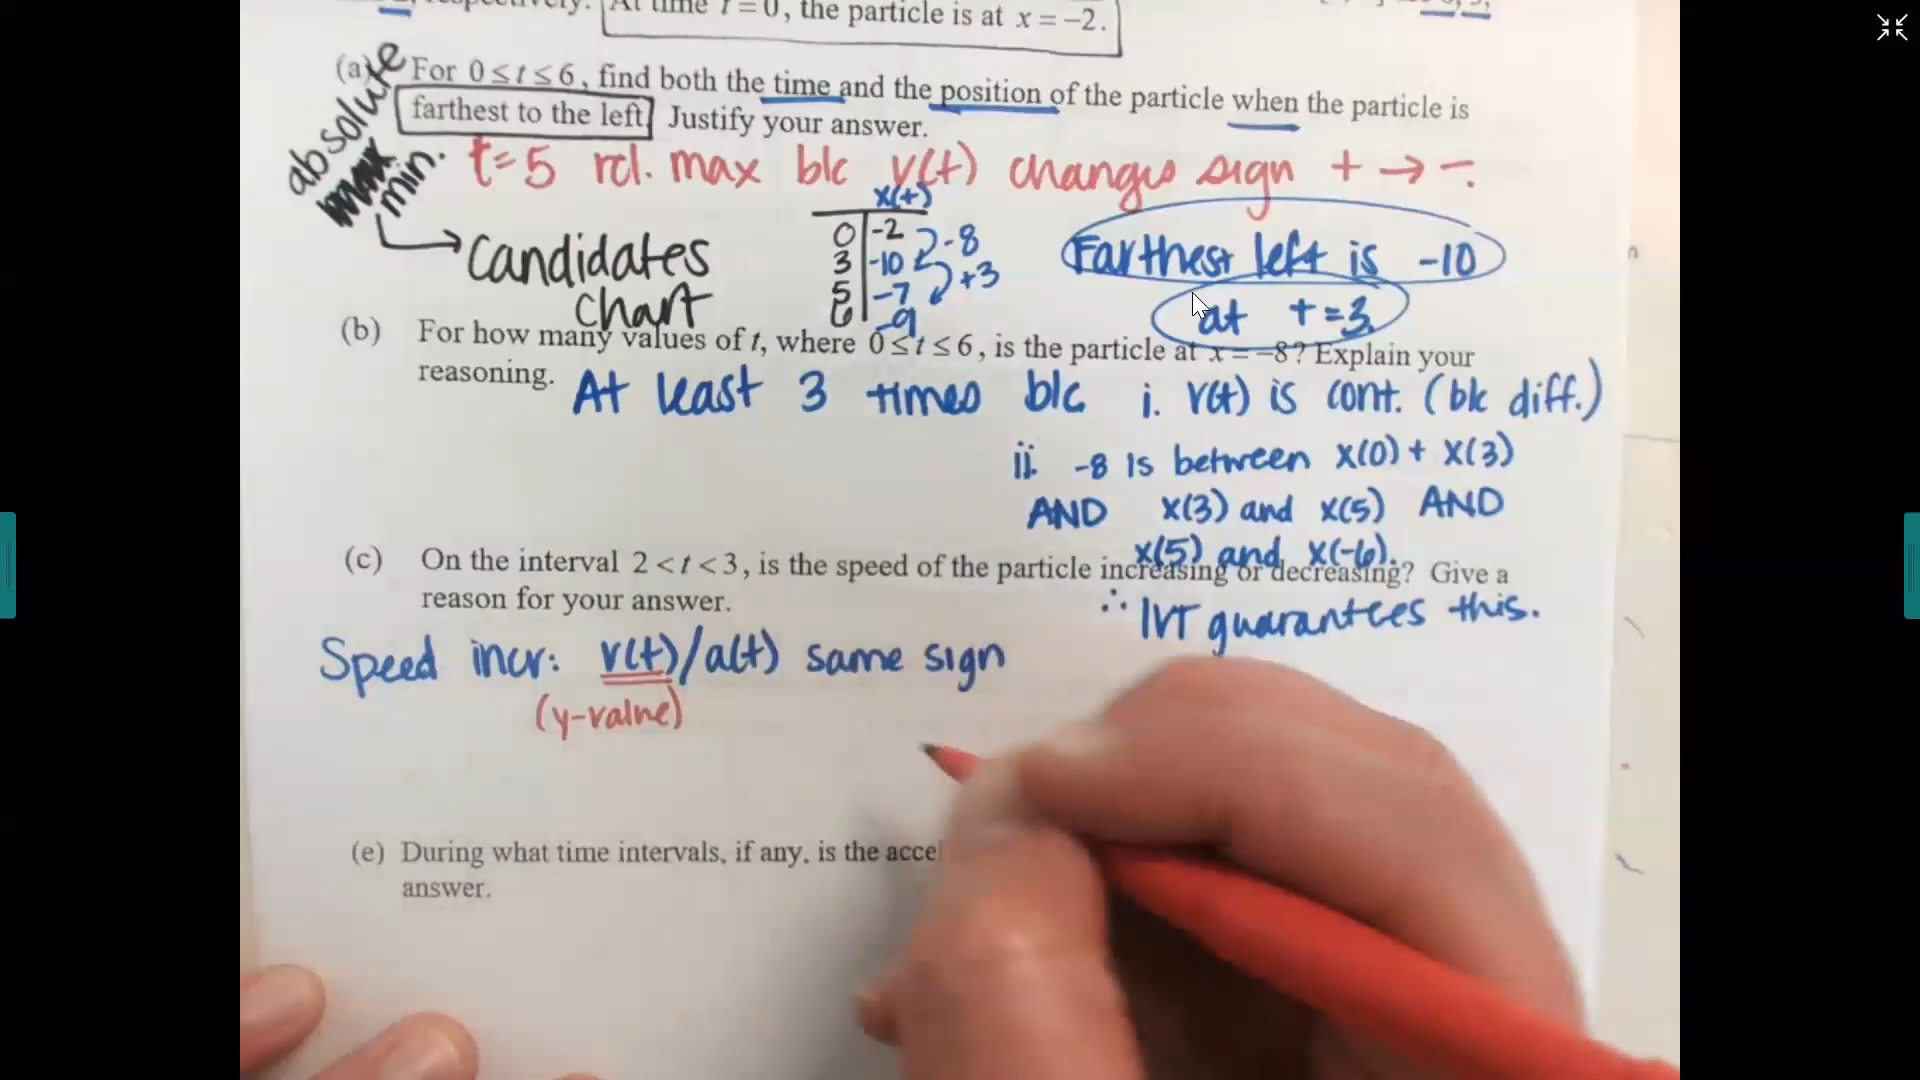 respectively. At time t = 0, the particle is at x = −2.
(a) For 0 ≤ t ≤ 6, find both the time and the position of the particle when the particle is
farthest to the left. Justify your answer.
absolute
min.
t=5 rel. max b/c v(t) changes sign + → −.
Candidates
chart
x(t)
0 -2
3 -10
5 -7
6 -9
-8
+3
Farthest left is -10
at t=3.
(b) For how many values of t, where 0 ≤ t ≤ 6, is the particle at x = −8? Explain your
reasoning.
At least 3 times b/c i. v(t) is cont. (b/c diff.)
ii. -8 is between x(0) + x(3)
AND x(3) and x(5) AND
x(5) and x(-6).
∴ IVT guarantees this.
(c) On the interval 2 < t < 3, is the speed of the particle increasing or decreasing? Give a
reason for your answer.
Speed incr: v(t)/a(t) same sign
(y-value)
(e) During what time intervals, if any, is the accel
answer.